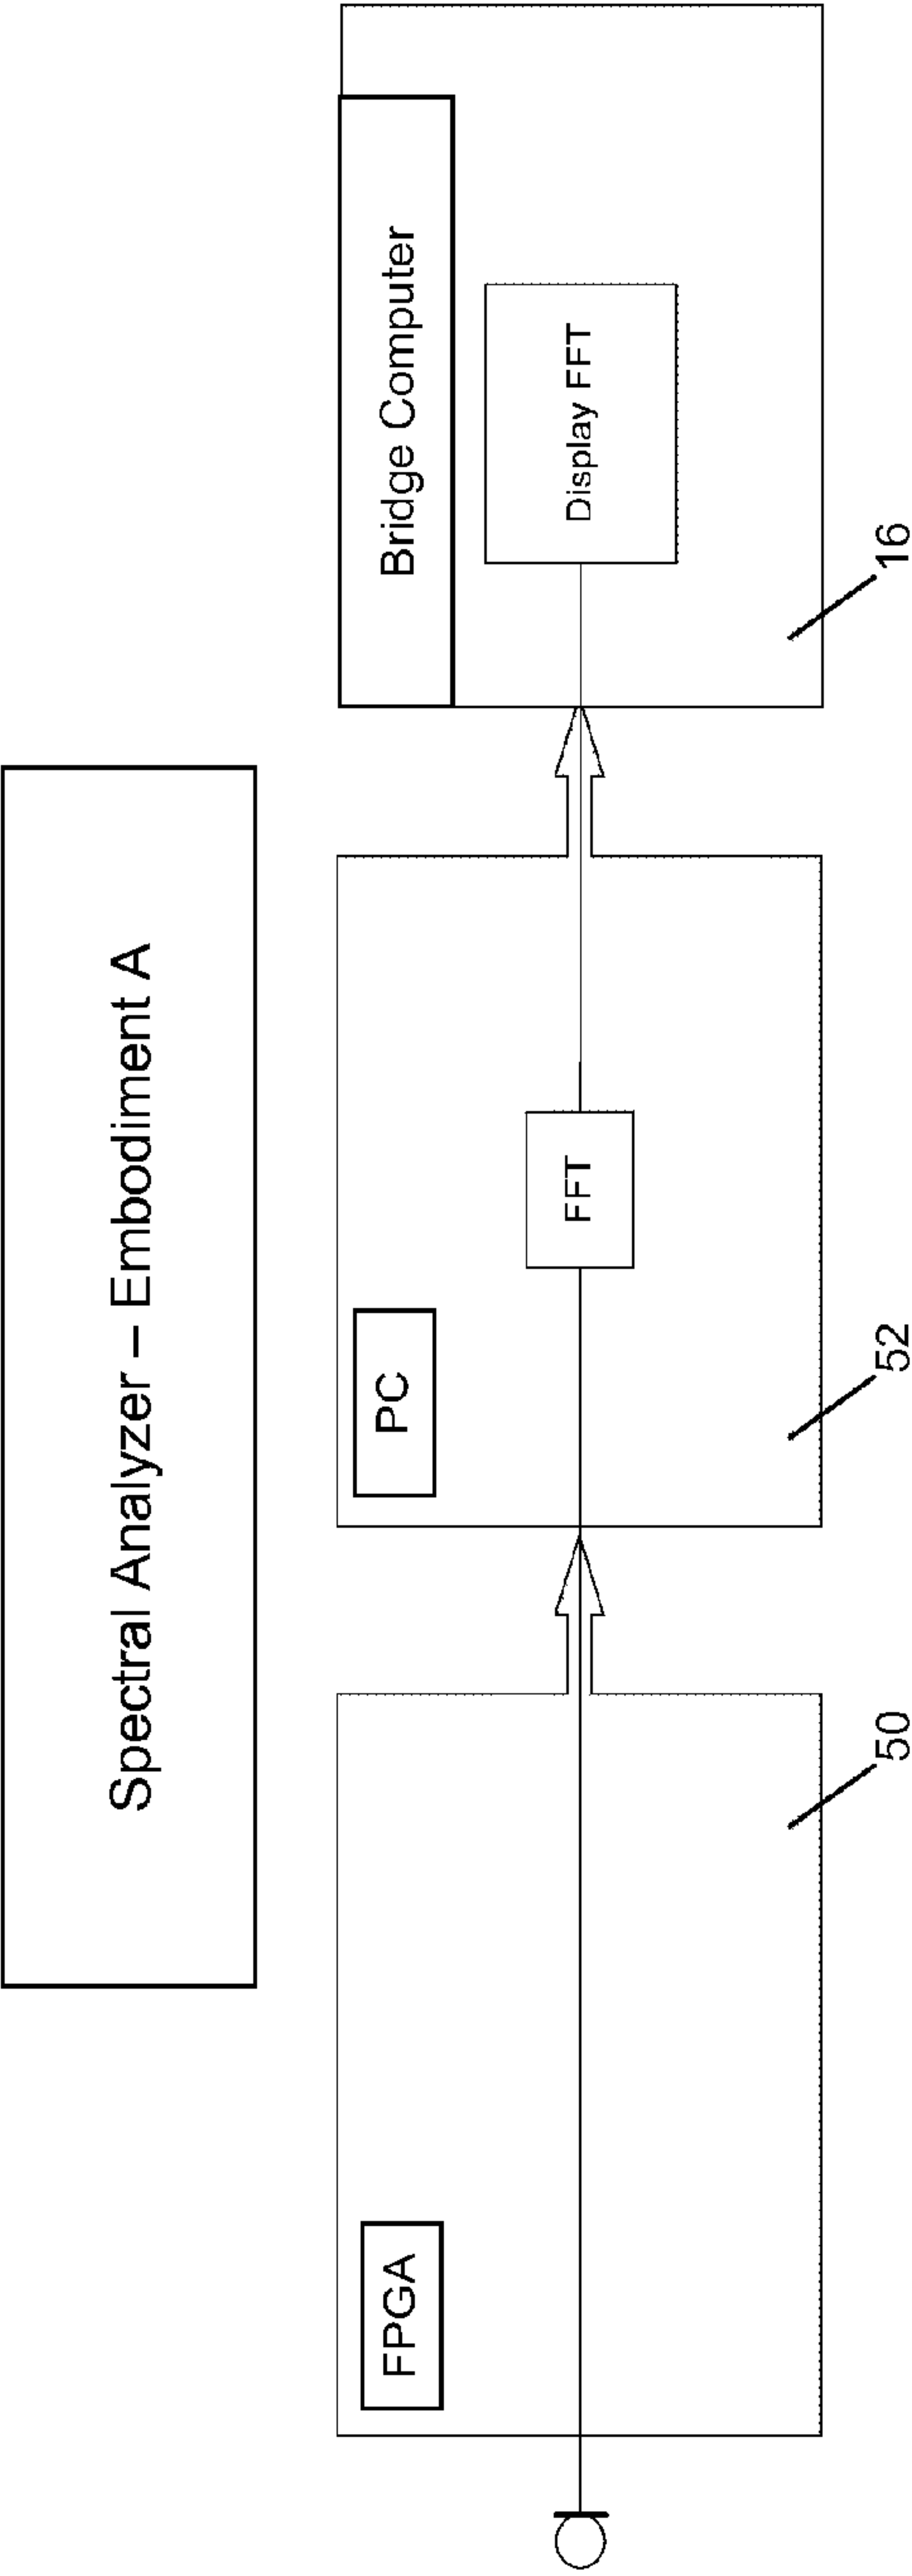 Spectral Analyzer – Embodiment A
FPGA
PC
Bridge Computer
FFT
Display FFT
50
52
16